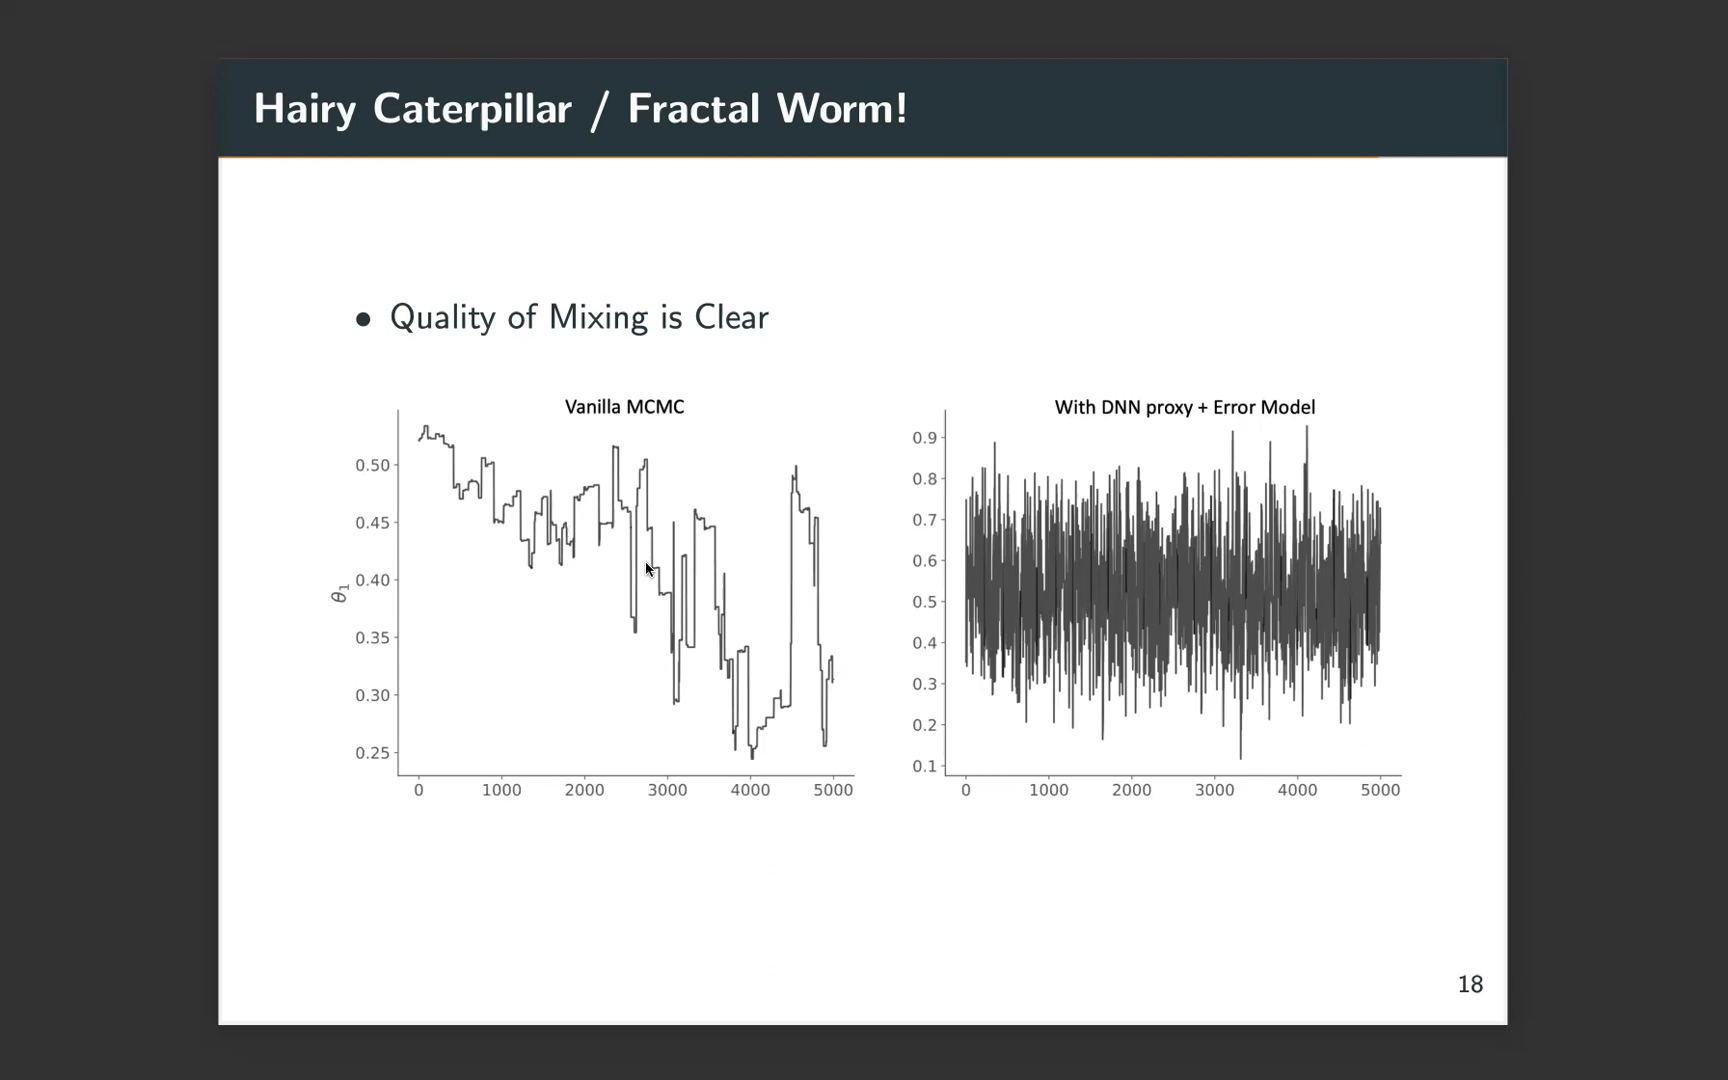 Hairy Caterpillar / Fractal Worm!
• Quality of Mixing is Clear
Vanilla MCMC
θ1
0.50
0.45
0.40
0.35
0.30
0.25
0 1000 2000 3000 4000 5000
With DNN proxy + Error Model
0.9
0.8
0.7
0.6
0.5
0.4
0.3
0.2
0.1
0 1000 2000 3000 4000 5000
18